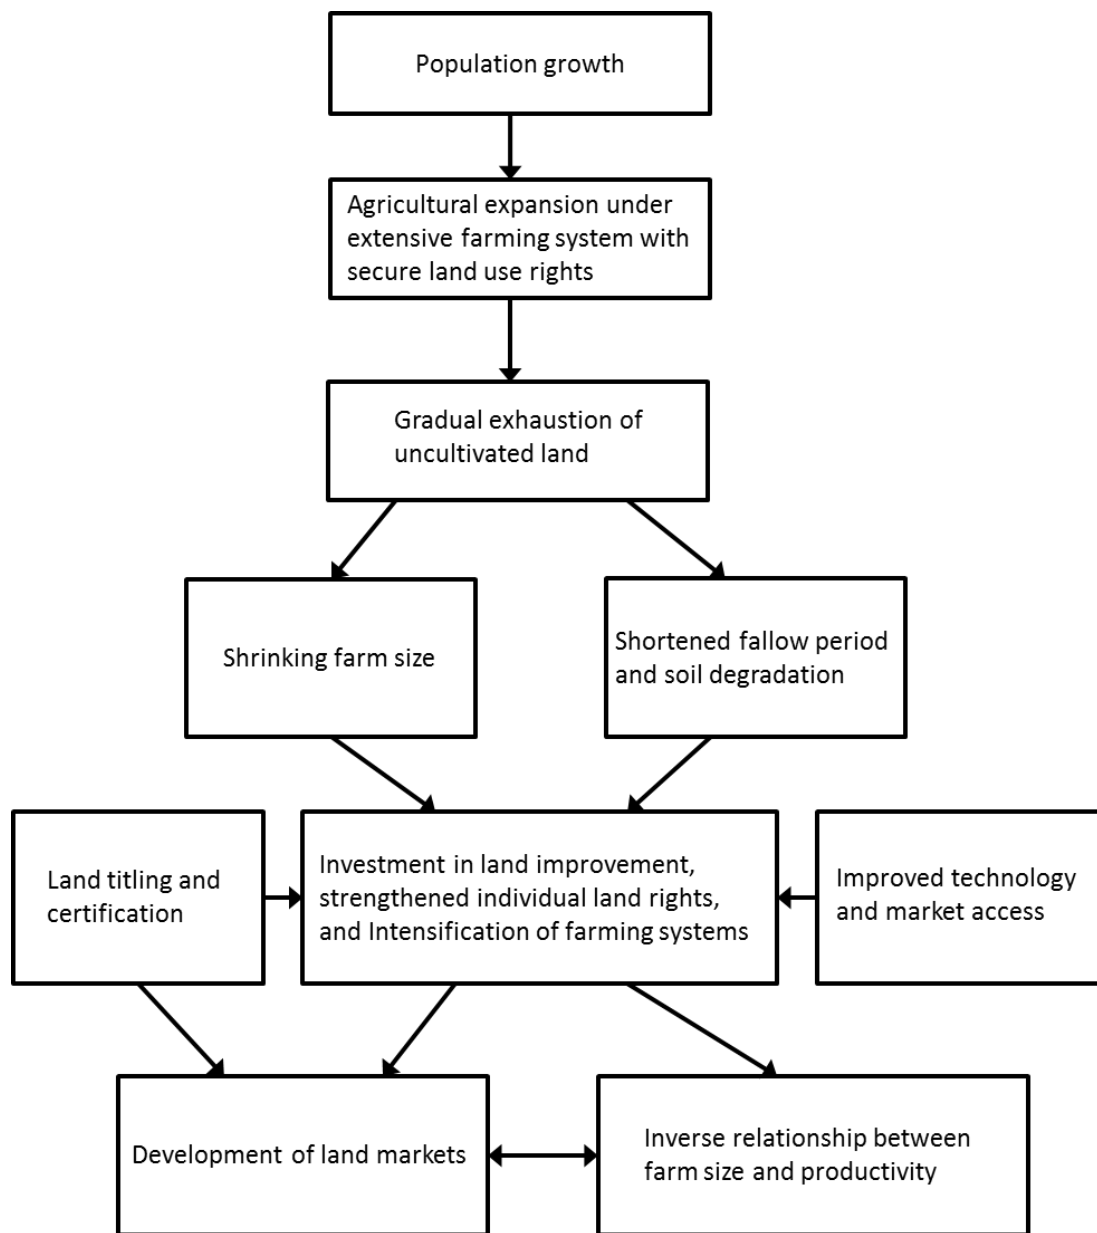 Population growth
Agricultural expansion under
extensive farming system with
secure land use rights
Gradual exhaustion of
uncultivated land
Shrinking farm size
Shortened fallow period
and soil degradation
Land titling and
certification
Investment in land improvement,
strengthened individual land rights,
and Intensification of farming systems
Improved technology
and market access
Development of land markets
Inverse relationship between
farm size and productivity